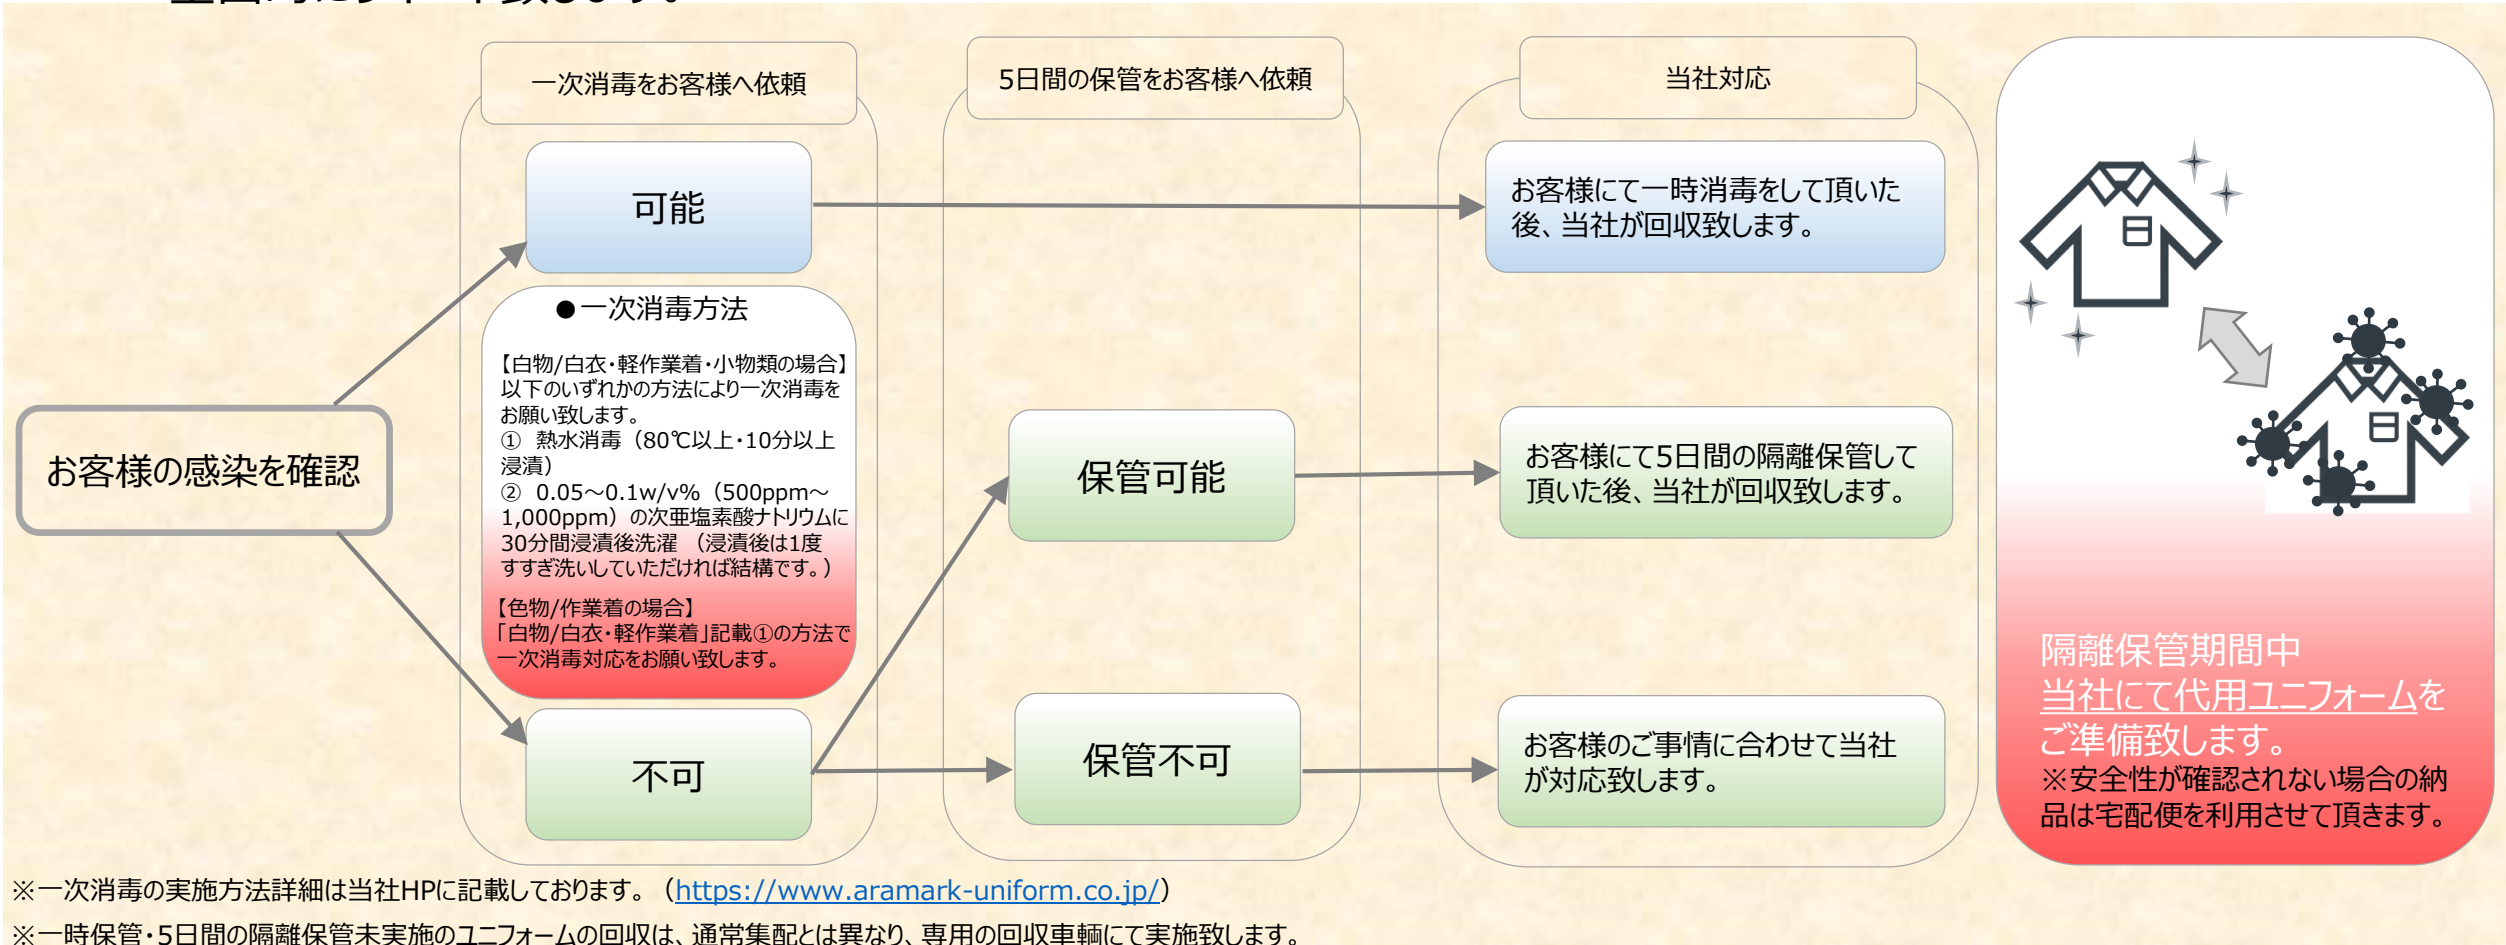 全面的にサポート致します。
一次消毒をお客様へ依頼
5日間の保管をお客様へ依頼
当社対応
可能
お客様にて一時消毒をして頂いた
後、当社が回収致します。
●一次消毒方法
【白物/白衣・軽作業着・小物類の場合】
以下のいずれかの方法により一次消毒を
お願い致します。
① 熱水消毒（80℃以上・10分以上
浸漬）
② 0.05～0.1w/v%（500ppm～
1,000ppm）の次亜塩素酸ナトリウムに
30分間浸漬後洗濯 （浸漬後は1度
すすぎ洗いしていただければ結構です。）
【色物/作業着の場合】
「白物/白衣・軽作業着」記載①の方法で
一次消毒対応をお願い致します。
お客様の感染を確認
保管可能
お客様にて5日間の隔離保管して
頂いた後、当社が回収致します。
不可
保管不可
お客様のご事情に合わせて当社
が対応致します。
隔離保管期間中
当社にて代用ユニフォームを
ご準備致します。
※安全性が確認されない場合の納
品は宅配便を利用させて頂きます。
※一次消毒の実施方法詳細は当社HPに記載しております。（https://www.aramark-uniform.co.jp/）
※一時保管・5日間の隔離保管未実施のユニフォームの回収は、通常集配とは異なり、専用の回収車輌にて実施致します。